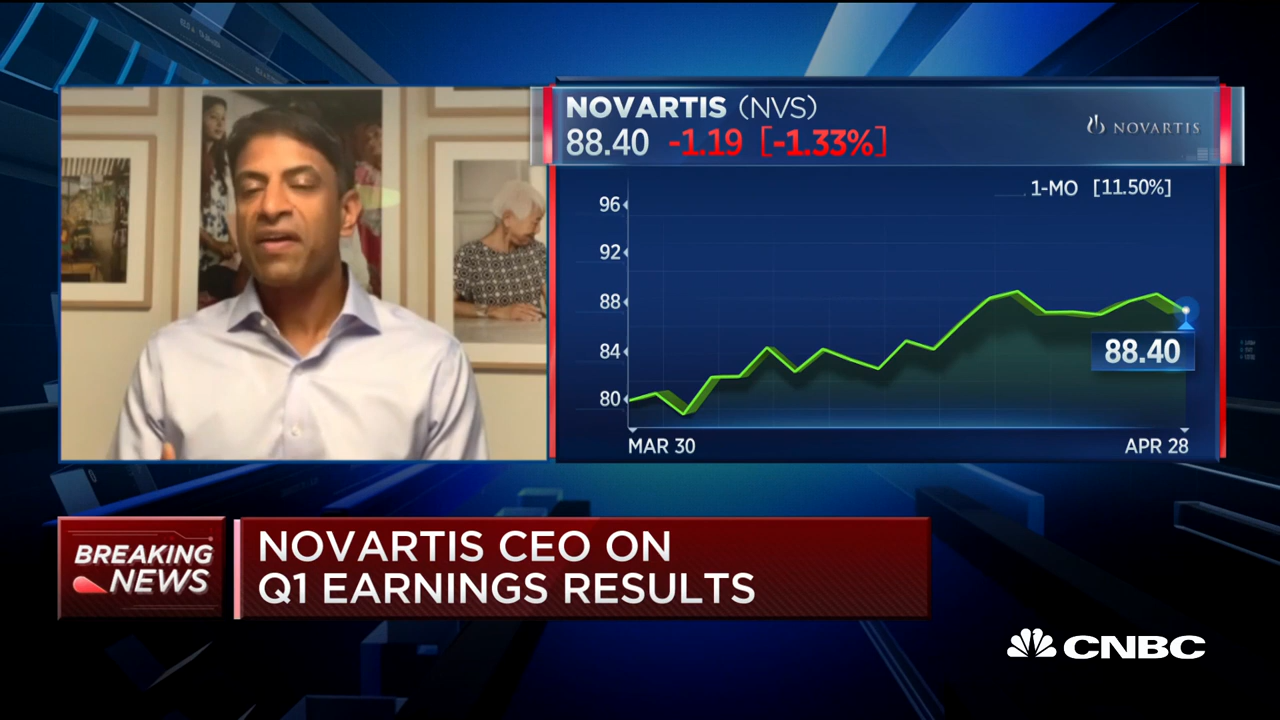 NOVARTIS (NVS)
88.40 -1.19 [-1.33%]
NOVARTIS
1-MO [11.50%]
96
92
88
84
80
88.40
MAR 30
APR 28
BREAKING
NEWS
NOVARTIS CEO ON
Q1 EARNINGS RESULTS
CNBC